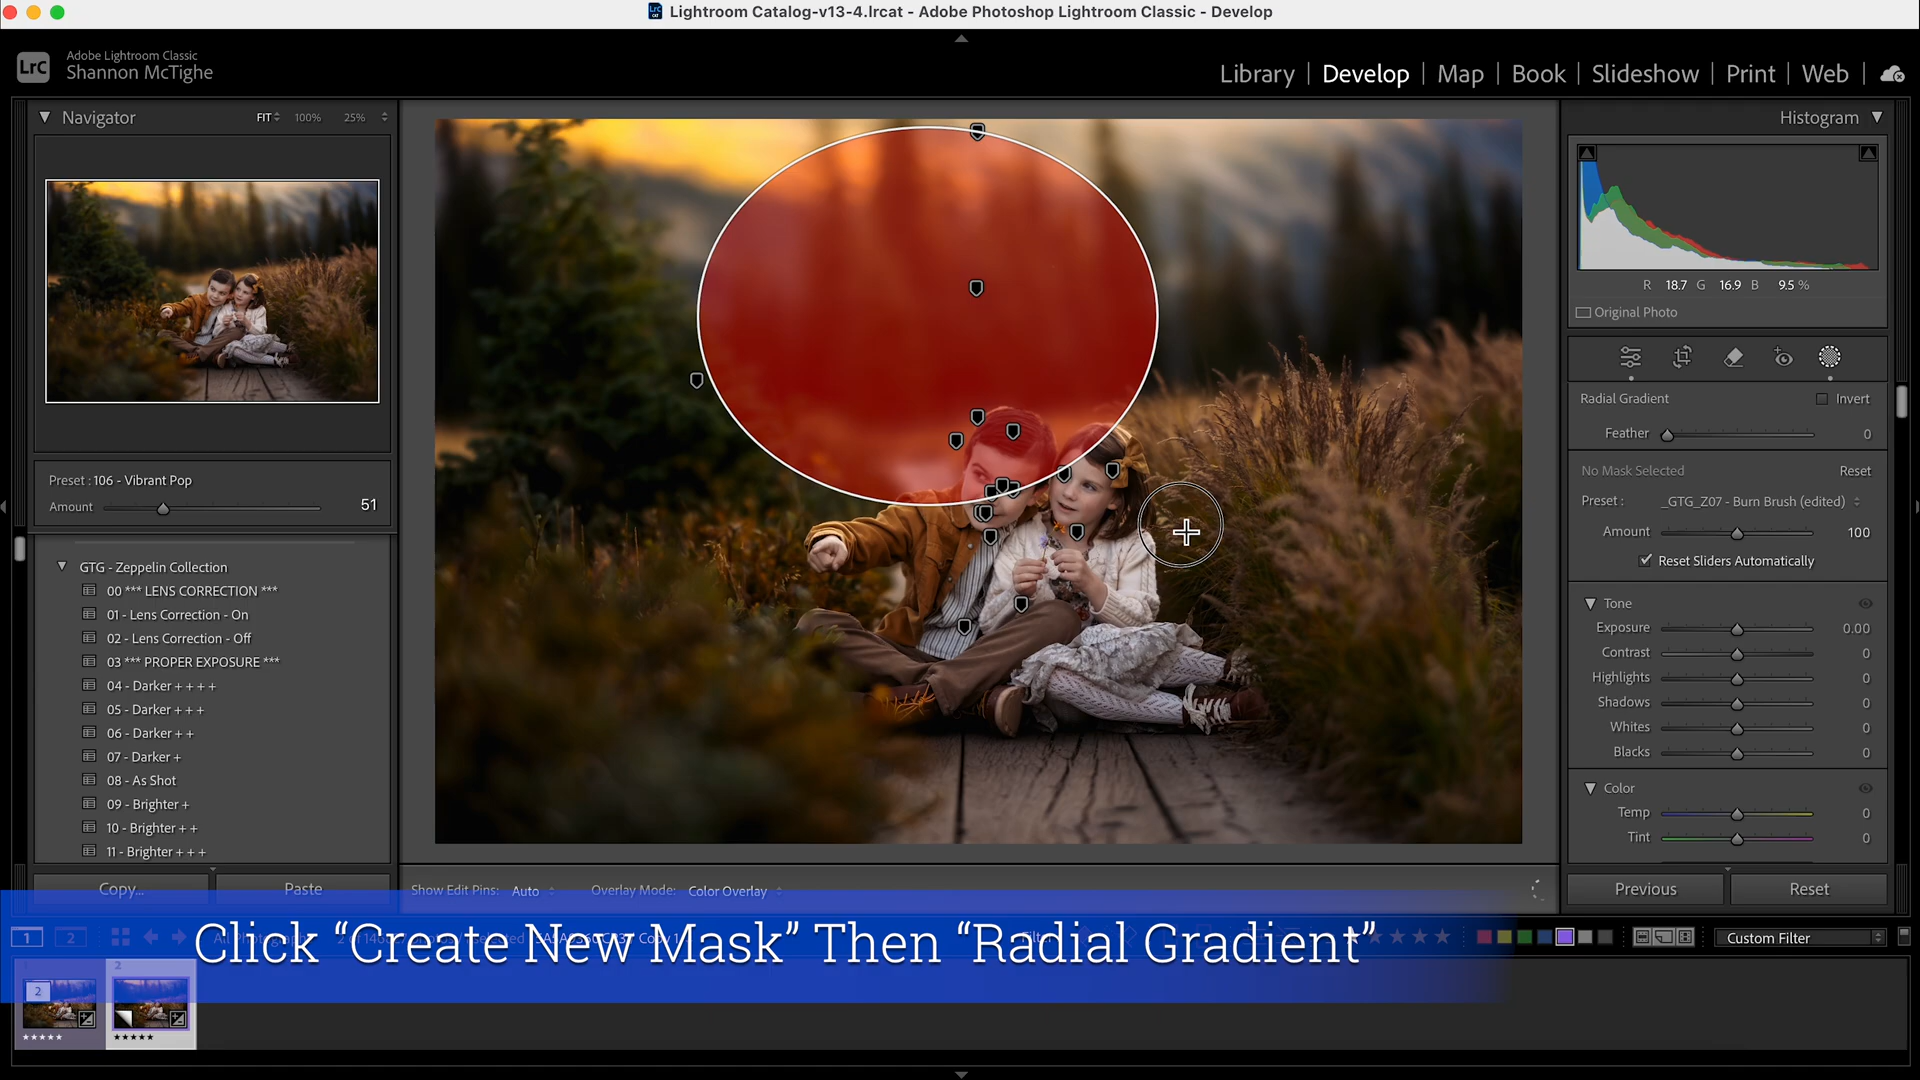 Lightroom Catalog-v13-4.lrcat - Adobe Photoshop Lightroom Classic - Develop
LrC
Adobe Lightroom Classic
Shannon McTighe
Library | Develop | Map | Book | Slideshow | Print | Web
Navigator
FIT 100% 25%
Histogram
R 18.7 G 16.9 B 9.5 %
Original Photo
Radial Gradient
Invert
Feather 0
No Mask Selected
Reset
Preset : _GTG_Z07 - Burn Brush (edited)
Amount 100
Reset Sliders Automatically
Tone
Exposure 0.00
Contrast 0
Highlights 0
Shadows 0
Whites 0
Blacks 0
Color
Temp 0
Tint 0
Previous
Reset
Preset : 106 - Vibrant Pop
Amount 51
GTG - Zeppelin Collection
00 *** LENS CORRECTION ***
01 - Lens Correction - On
02 - Lens Correction - Off
03 *** PROPER EXPOSURE ***
04 - Darker + + + +
05 - Darker + + +
06 - Darker + +
07 - Darker +
08 - As Shot
09 - Brighter +
10 - Brighter + +
11 - Brighter + + +
Copy...
Paste
Show Edit Pins: Auto
Overlay Mode: Color Overlay
1 2
Click “Create New Mask” Then “Radial Gradient”
Custom Filter
2
2